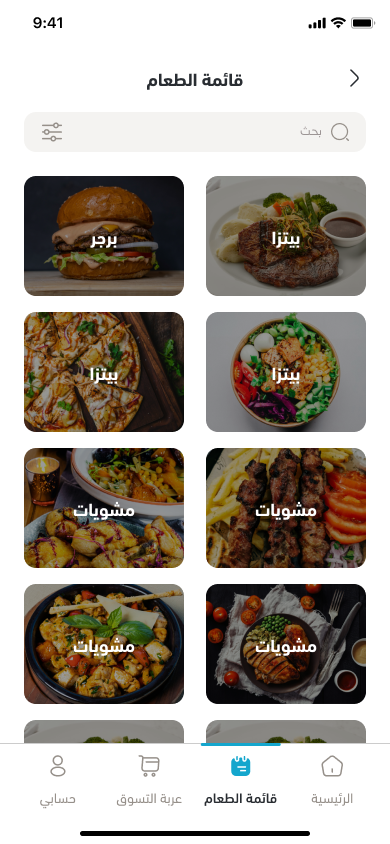 9:41
قائمة الطعام
بحث
بيتزا
برجر
بيتزا
بيتزا
مشويات
مشويات
مشويات
مشويات
الرئيسية
قائمة الطعام
عربة التسوق
حسابي